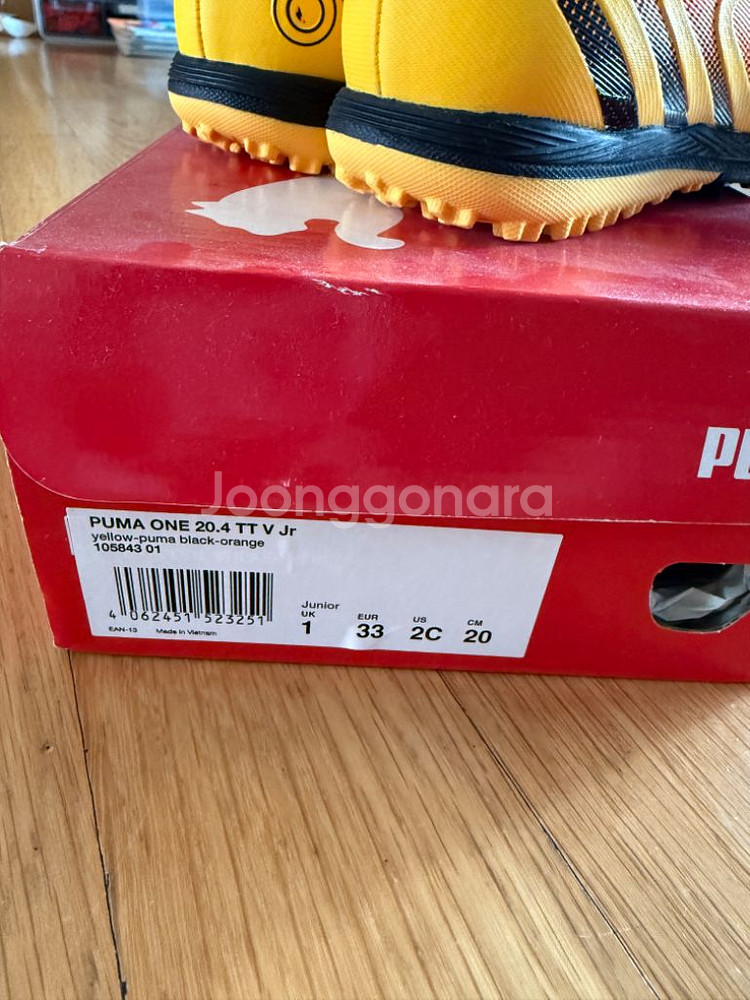 PU
Joonggonara
PUMA ONE 20.4 TT V Jr
yellow-puma black-orange
105843 01
4 062451 523251
EAN-13 Made in Vietnam
Junior
UK EUR US CM
1 33 2C 20